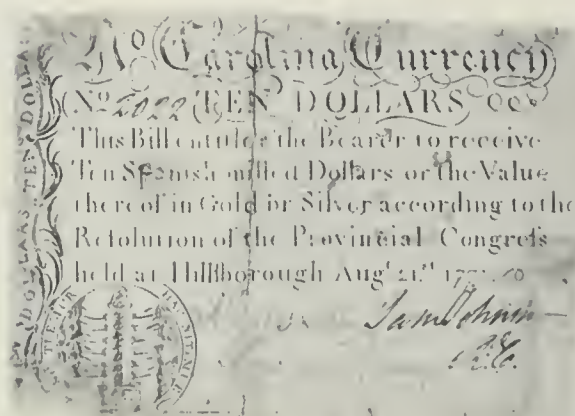 No Carolina Currency
No 2022 (TEN DOLLARS
This Bill entitles the Bearer to receive
Ten Spanish milled Dollars or the Value
thereof in Gold or Silver according to the
Resolution of the Provincial Congress
held at Hillsborough Augt 21st
TEN DOLLARS